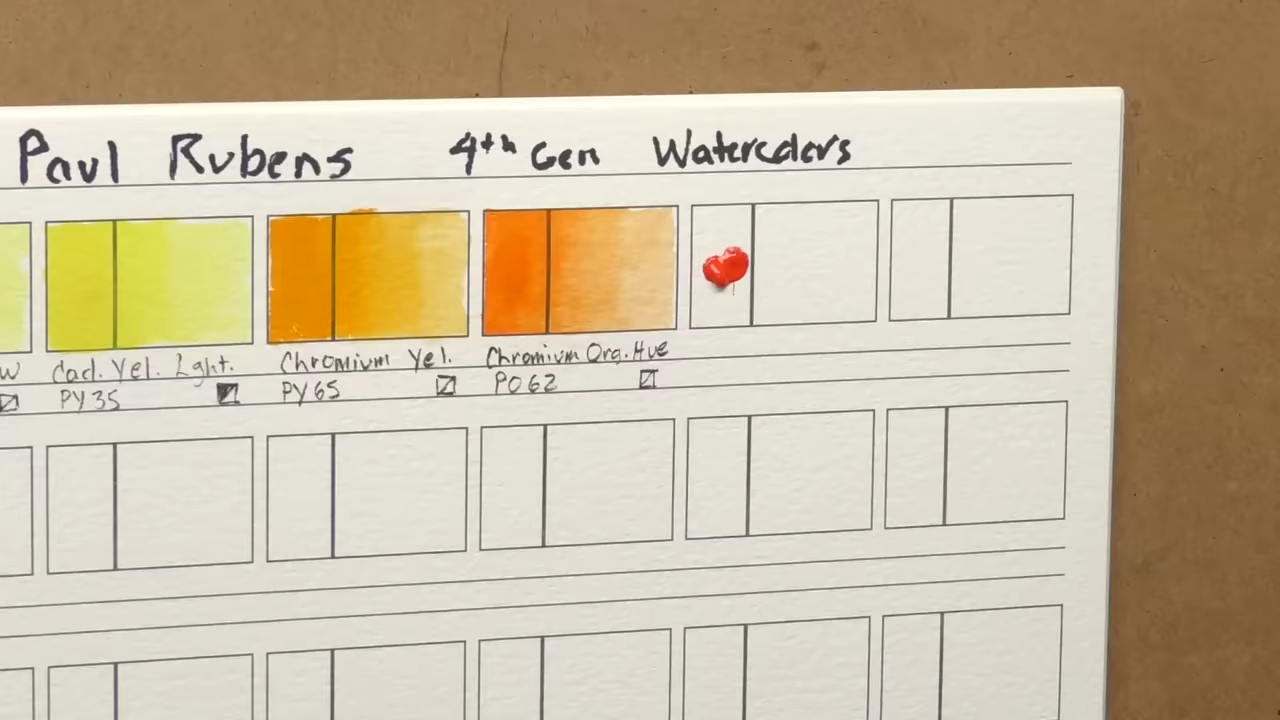 Paul Rubens 4th Gen Watercolors
w Cad. Yel. Lght. Chromium Yel. Chromium Org. Hue
PY35 PY65 PO62